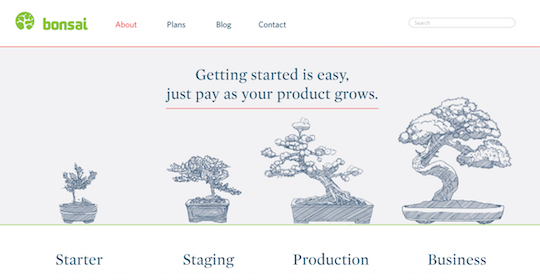 bonsai About Plans Blog Contact Search
Getting started is easy,
just pay as your product grows.
Starter Staging Production Business